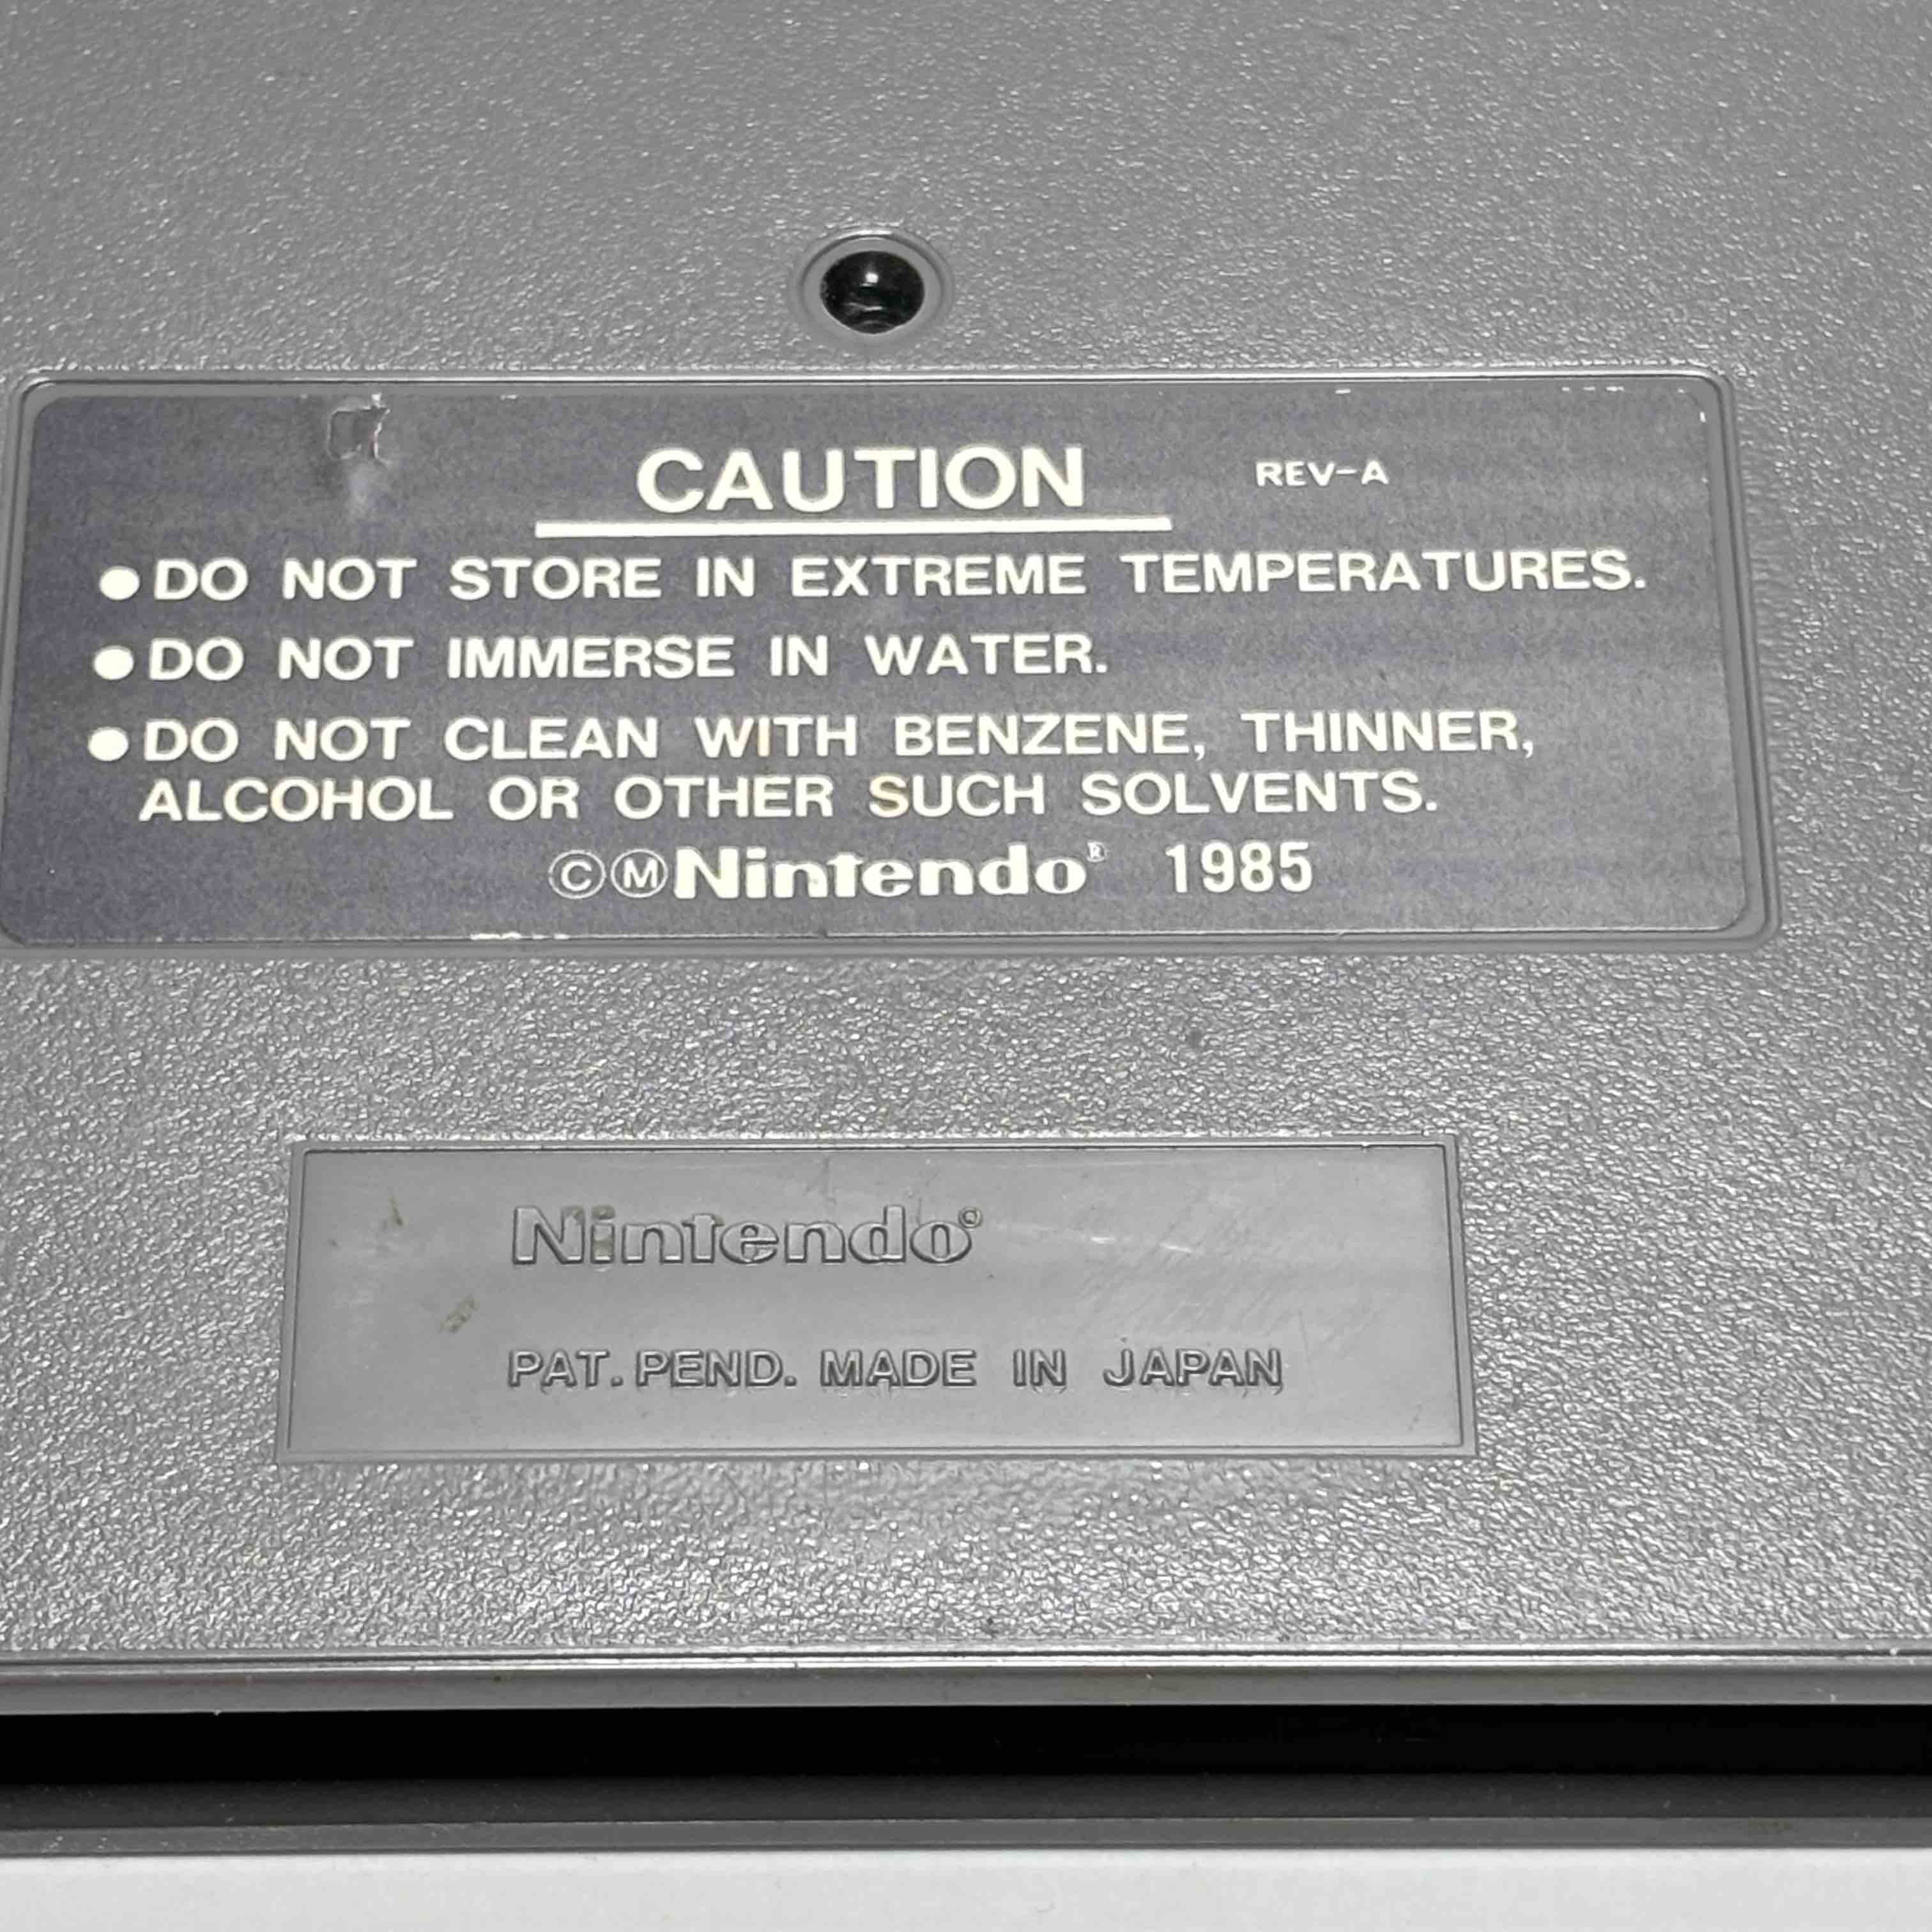 CAUTION REV-A
●DO NOT STORE IN EXTREME TEMPERATURES.
●DO NOT IMMERSE IN WATER.
●DO NOT CLEAN WITH BENZENE, THINNER,
ALCOHOL OR OTHER SUCH SOLVENTS.
©ⓂNintendo® 1985
Nintendo®
PAT. PEND. MADE IN JAPAN